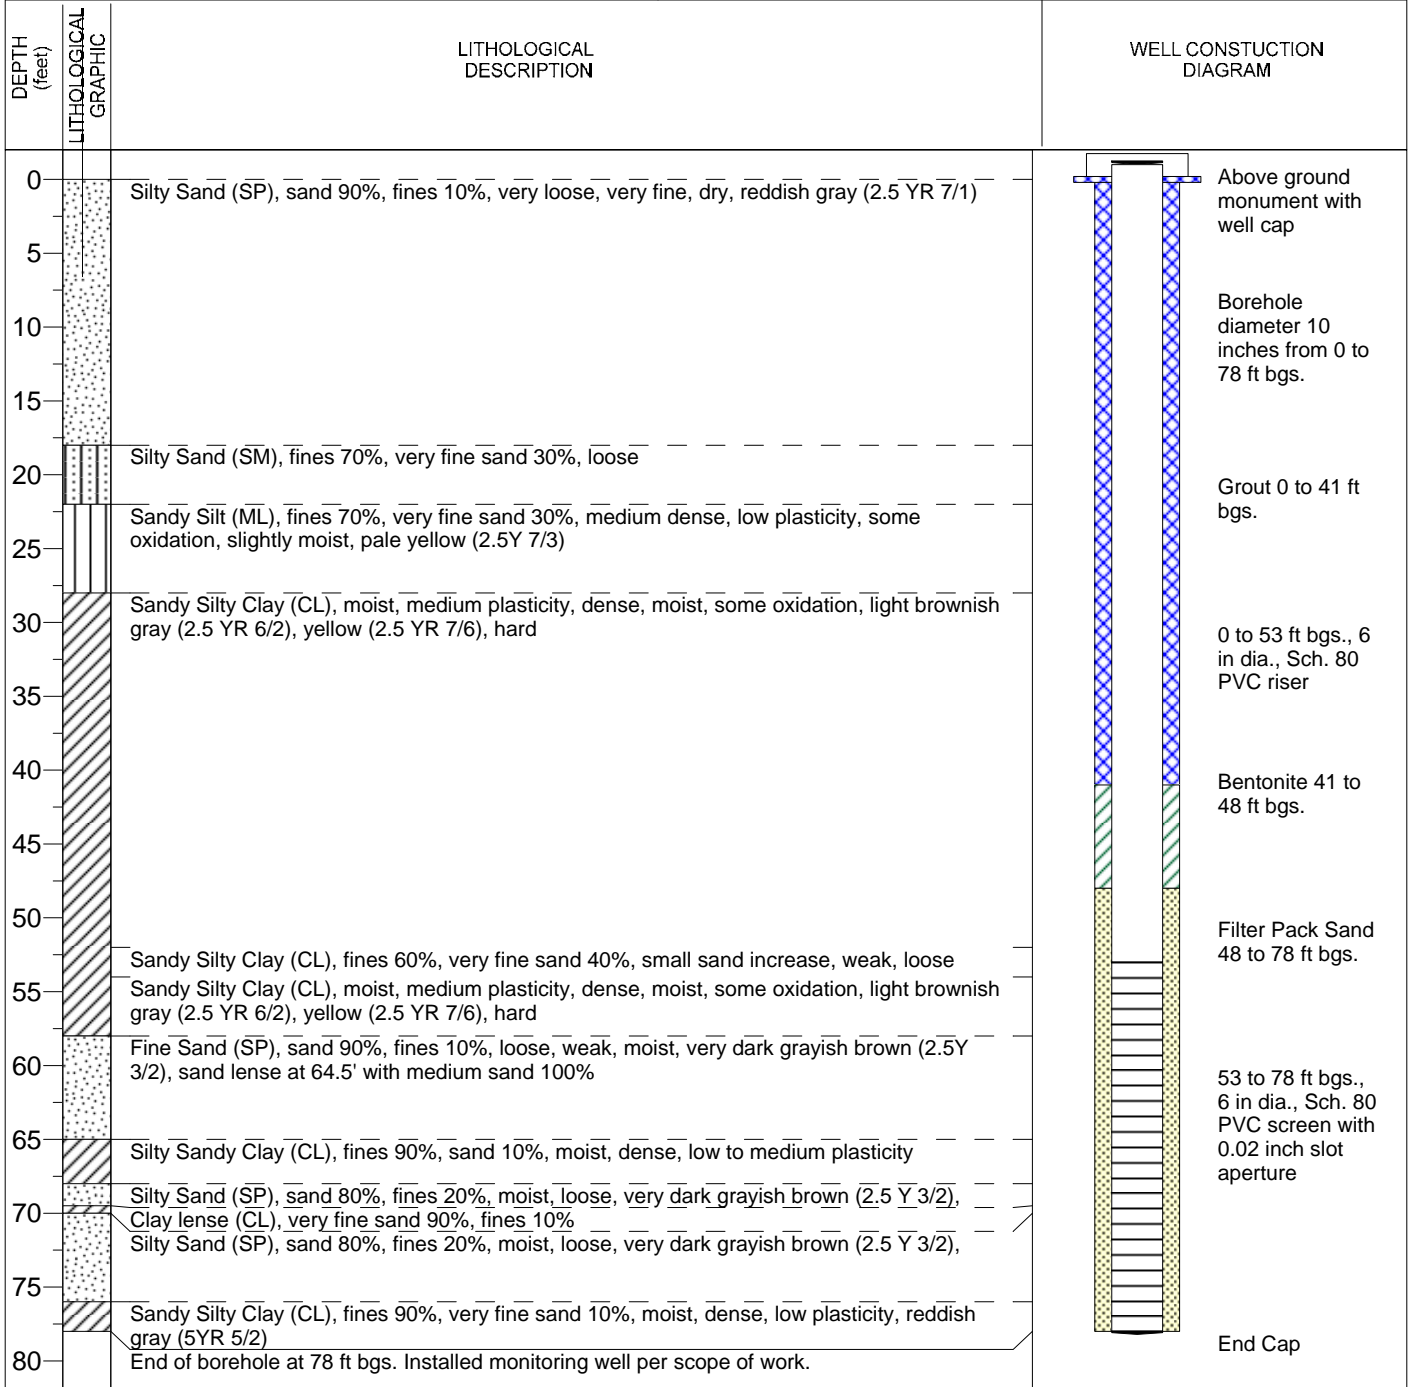 DEPTH
(feet)
LITHOLOGICAL
GRAPHIC
LITHOLOGICAL
DESCRIPTION
WELL CONSTUCTION
DIAGRAM
0
5
10
15
20
25
30
35
40
45
50
55
60
65
70
75
80
Silty Sand (SP), sand 90%, fines 10%, very loose, very fine, dry, reddish gray (2.5 YR 7/1)
Silty Sand (SM), fines 70%, very fine sand 30%, loose
Sandy Silt (ML), fines 70%, very fine sand 30%, medium dense, low plasticity, some
oxidation, slightly moist, pale yellow (2.5Y 7/3)
Sandy Silty Clay (CL), moist, medium plasticity, dense, moist, some oxidation, light brownish
gray (2.5 YR 6/2), yellow (2.5 YR 7/6), hard
Sandy Silty Clay (CL), fines 60%, very fine sand 40%, small sand increase, weak, loose
Sandy Silty Clay (CL), moist, medium plasticity, dense, moist, some oxidation, light brownish
gray (2.5 YR 6/2), yellow (2.5 YR 7/6), hard
Fine Sand (SP), sand 90%, fines 10%, loose, weak, moist, very dark grayish brown (2.5Y
3/2), sand lense at 64.5' with medium sand 100%
Silty Sandy Clay (CL), fines 90%, sand 10%, moist, dense, low to medium plasticity
Silty Sand (SP), sand 80%, fines 20%, moist, loose, very dark grayish brown (2.5 Y 3/2),
Clay lense (CL), very fine sand 90%, fines 10%
Silty Sand (SP), sand 80%, fines 20%, moist, loose, very dark grayish brown (2.5 Y 3/2),
Sandy Silty Clay (CL), fines 90%, very fine sand 10%, moist, dense, low plasticity, reddish
gray (5YR 5/2)
End of borehole at 78 ft bgs. Installed monitoring well per scope of work.
Above ground
monument with
well cap
Borehole
diameter 10
inches from 0 to
78 ft bgs.
Grout 0 to 41 ft
bgs.
0 to 53 ft bgs., 6
in dia., Sch. 80
PVC riser
Bentonite 41 to
48 ft bgs.
Filter Pack Sand
48 to 78 ft bgs.
53 to 78 ft bgs.,
6 in dia., Sch. 80
PVC screen with
0.02 inch slot
aperture
End Cap